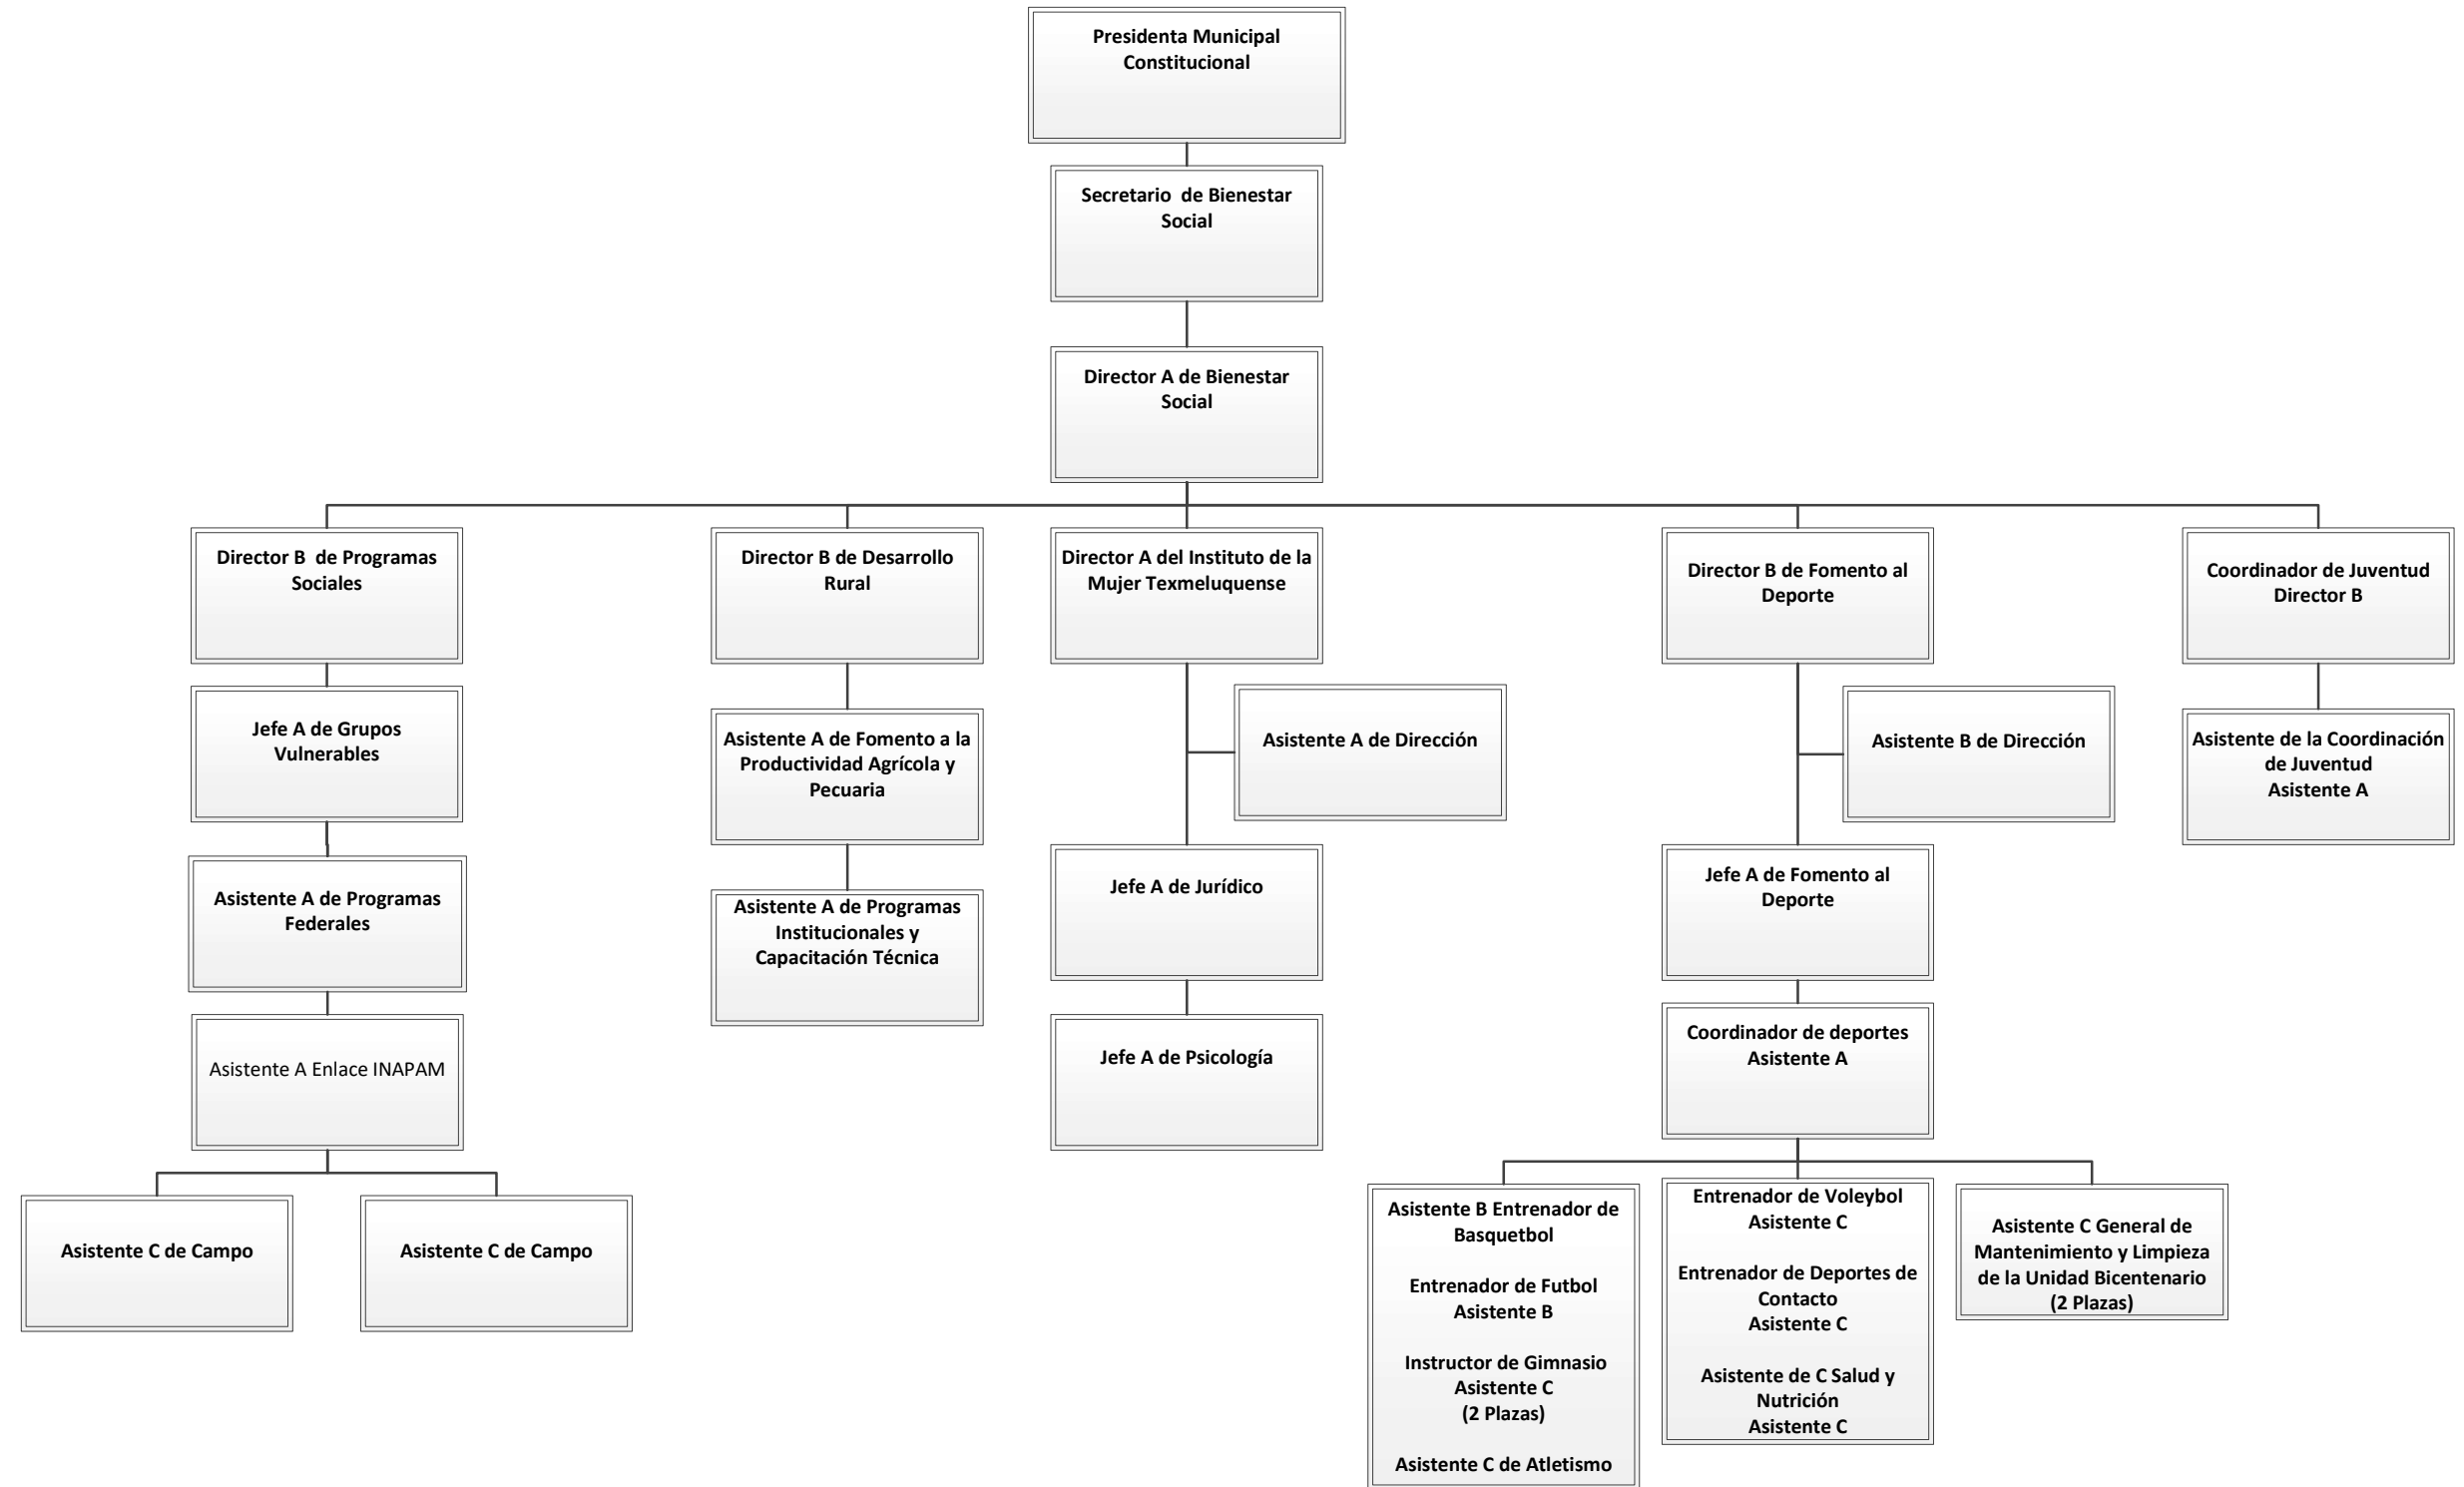 Presidenta Municipal
Constitucional
Secretario  de Bienestar
Social
Director A de Bienestar
Social
Director B  de Programas
Sociales
Director B de Desarrollo
Rural
Director A del Instituto de la
Mujer Texmeluquense
Director B de Fomento al
Deporte
Coordinador de Juventud
Director B
Jefe A de Grupos
Vulnerables
Asistente A de Fomento a la
Productividad Agrícola y
Pecuaria
Asistente A de Dirección
Asistente B de Dirección
Asistente de la Coordinación
de Juventud
Asistente A
Asistente A de Programas
Federales
Asistente A de Programas
Institucionales y
Capacitación Técnica
Jefe A de Jurídico
Jefe A de Fomento al
Deporte
Asistente A Enlace INAPAM
Jefe A de Psicología
Coordinador de deportes
Asistente A
Asistente C de Campo
Asistente C de Campo
Asistente B Entrenador de
Basquetbol
Entrenador de Futbol
Asistente B
Instructor de Gimnasio
Asistente C
(2 Plazas)
Asistente C de Atletismo
Entrenador de Voleybol
Asistente C
Entrenador de Deportes de
Contacto
Asistente C
Asistente de C Salud y
Nutrición
Asistente C
Asistente C General de
Mantenimiento y Limpieza
de la Unidad Bicentenario
(2 Plazas)